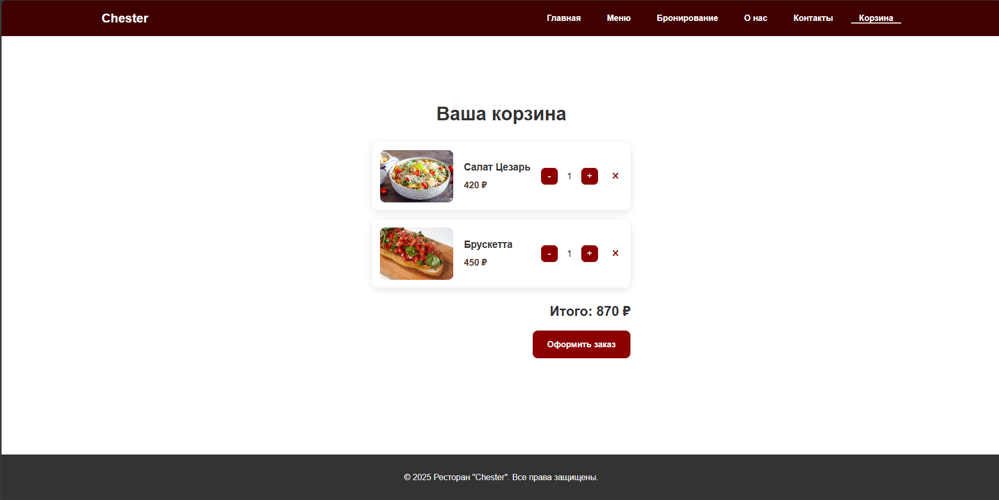 Chester
Главная Меню Бронирование О нас Контакты Корзина
Ваша корзина
Салат Цезарь
420 ₽
- 1 + ×
Брускетта
450 ₽
- 1 + ×
Итого: 870 ₽
Оформить заказ
© 2025 Ресторан "Chester". Все права защищены.